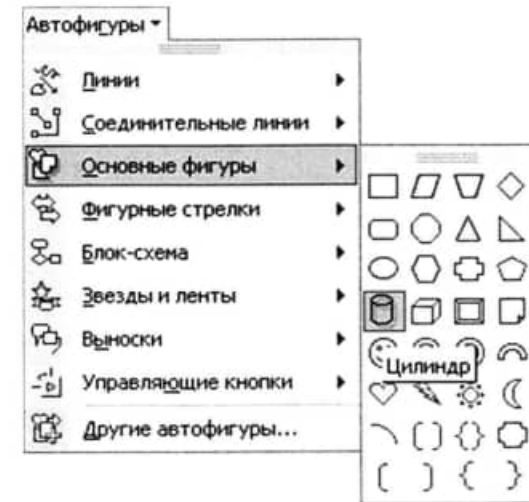 Автофигуры
Линии
Соединительные линии
Основные фигуры
Фигурные стрелки
Блок-схема
Звезды и ленты
Выноски
Управляющие кнопки
Другие автофигуры...
Цилиндр